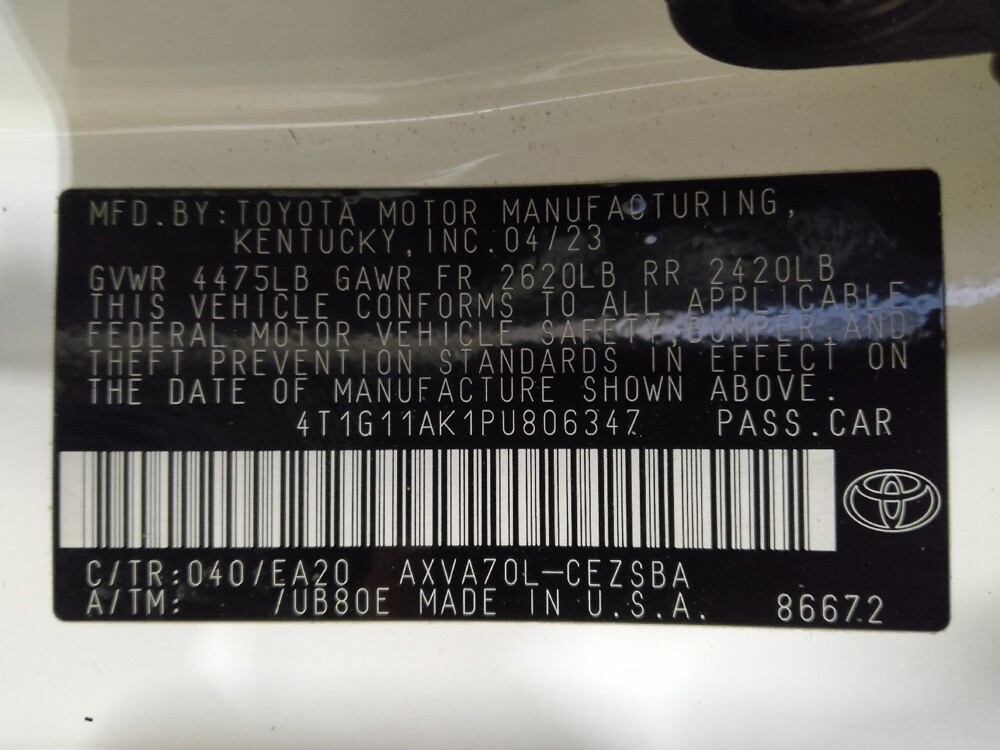 MFD.BY:TOYOTA MOTOR MANUFACTURING,
KENTUCKY,INC.04/23
GVWR 4475LB GAWR FR 2620LB RR 2420LB
THIS VEHICLE CONFORMS TO ALL APPLICABLE
FEDERAL MOTOR VEHICLE SAFETY,BUMPER,AND
THEFT PREVENTION STANDARDS IN EFFECT ON
THE DATE OF MANUFACTURE SHOWN ABOVE.
4T1G11AK1PU806347 PASS.CAR
C/TR:040/EA20 AXVA70L-CEZSBA
A/TM: /UB80E MADE IN U.S.A. 86672